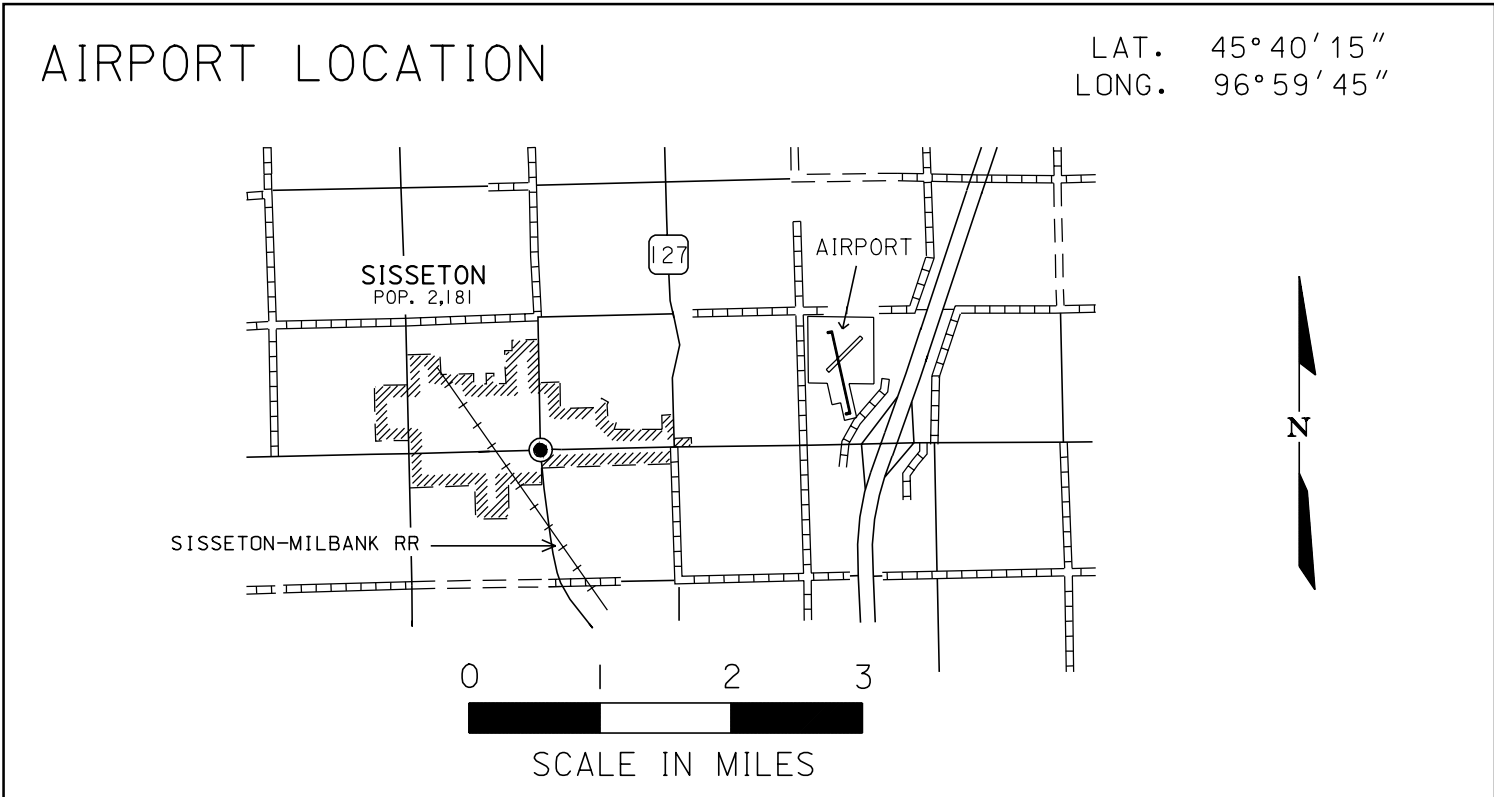 AIRPORT LOCATION
LAT. 45°40'15"
LONG. 96°59'45"
127
AIRPORT
SISSETON
POP. 2,181
N
SISSETON-MILBANK RR
0 1 2 3
SCALE IN MILES